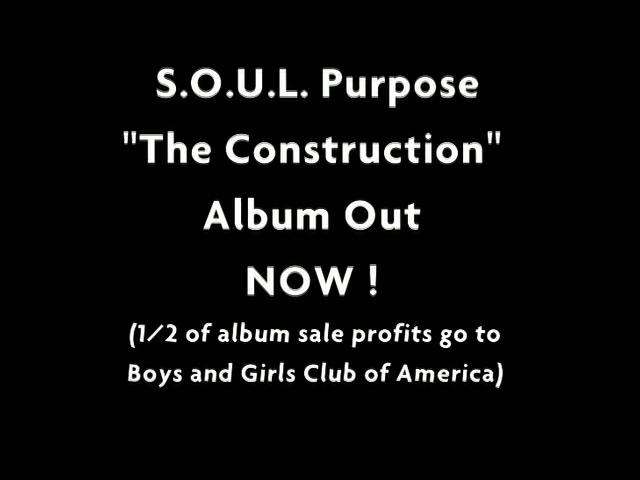 S.O.U.L. Purpose
"The Construction"
Album Out
NOW !
(1/2 of album sale profits go to
Boys and Girls Club of America)